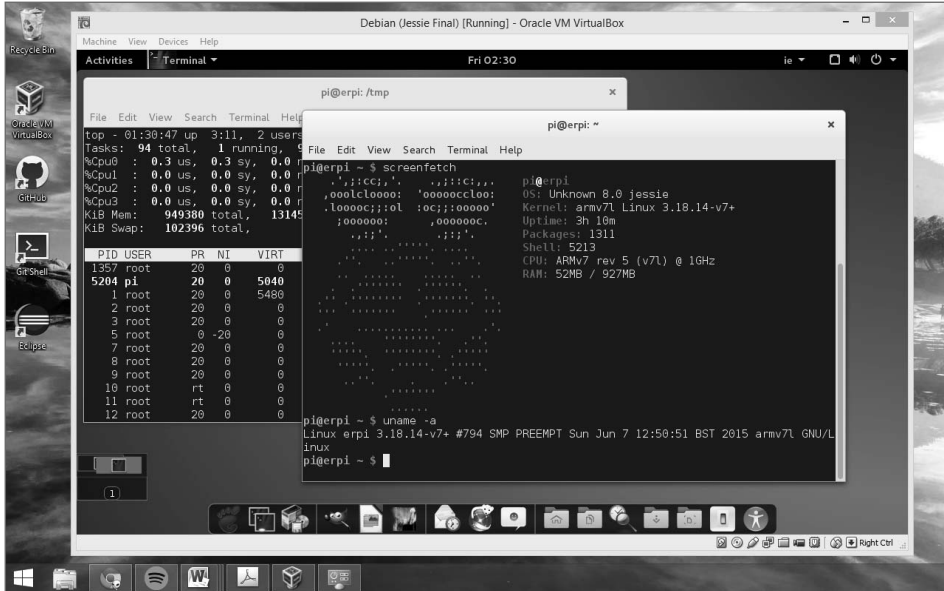 Debian (Jessie Final) [Running] - Oracle VM VirtualBox
Machine View Devices Help
Activities Terminal Fri 02:30 ie
Recycle Bin
Oracle VM
VirtualBox
GitHub
Git Shell
Eclipse
pi@erpi: /tmp
File Edit View Search Terminal Help
top - 01:30:47 up 3:11, 2 users
Tasks: 94 total, 1 running,
%Cpu0 : 0.3 us, 0.3 sy, 0.0
%Cpu1 : 0.0 us, 0.0 sy, 0.0
%Cpu2 : 0.0 us, 0.0 sy, 0.0
%Cpu3 : 0.0 us, 0.0 sy, 0.0
KiB Mem: 949380 total, 13145
KiB Swap: 102396 total,
PID USER PR NI VIRT
1357 root 20 0 0
5204 pi 20 0 5040
1 root 20 0 5480
2 root 20 0 0
3 root 20 0 0
5 root 0 -20 0
7 root 20 0 0
8 root 20 0 0
9 root 20 0 0
10 root rt 0 0
11 root rt 0 0
12 root 20 0 0
1
pi@erpi: ~
File Edit View Search Terminal Help
pi@erpi ~ $ screenfetch
pi@erpi
OS: Unknown 8.0 jessie
Kernel: armv7l Linux 3.18.14-v7+
Uptime: 3h 10m
Packages: 1311
Shell: 5213
CPU: ARMv7 rev 5 (v7l) @ 1GHz
RAM: 52MB / 927MB
pi@erpi ~ $ uname -a
Linux erpi 3.18.14-v7+ #794 SMP PREEMPT Sun Jun 7 12:50:51 BST 2015 armv7l GNU/L
inux
pi@erpi ~ $
Right Ctrl